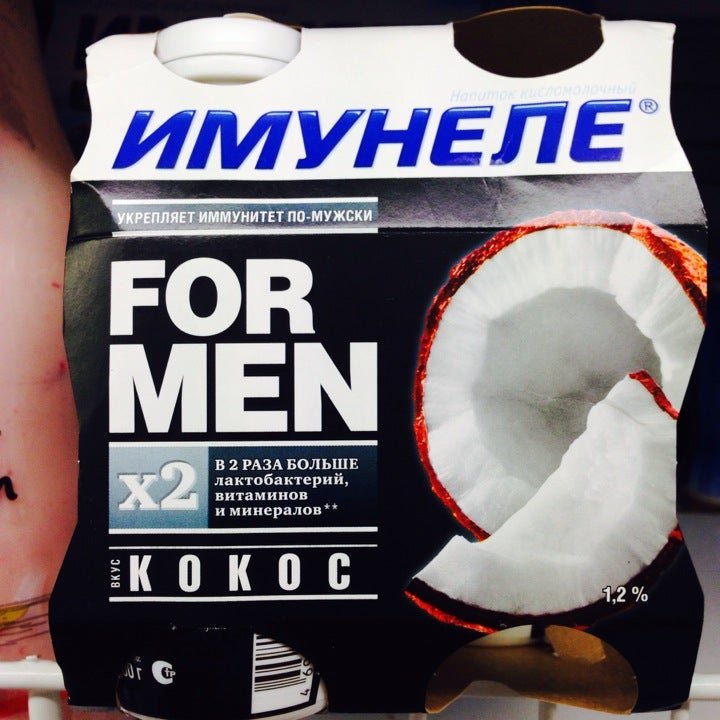 Напиток кисломолочный
ИМУНЕЛЕ®
УКРЕПЛЯЕТ ИММУНИТЕТ ПО-МУЖСКИ
FOR
MEN
x2
В 2 РАЗА БОЛЬШЕ
лактобактерий,
витаминов
и минералов**
вкус
КОКОС
1,2 %